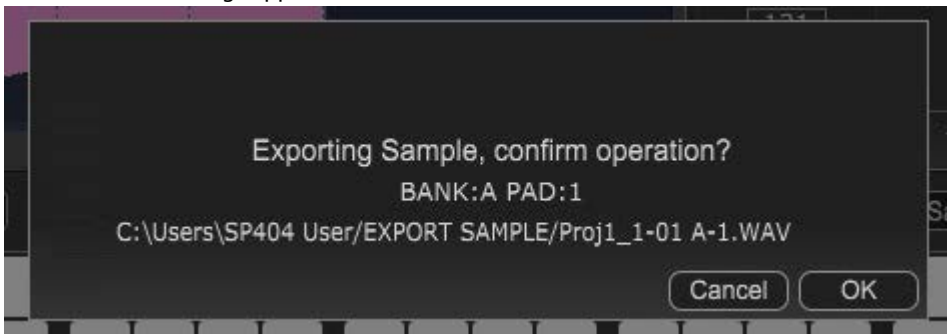 Exporting Sample, confirm operation?
BANK:A PAD:1
C:\Users\SP404 User/EXPORT SAMPLE/Proj1_1-01 A-1.WAV
Cancel OK